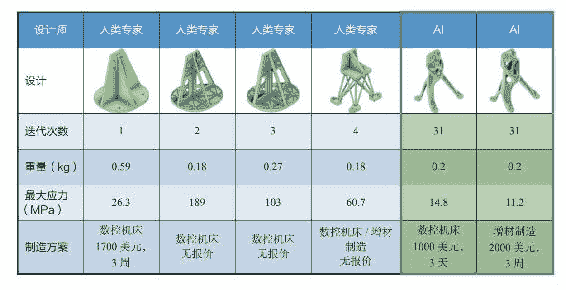 设计师 人类专家 人类专家 人类专家 人类专家 AI AI
设计
迭代次数 1 2 3 4 31 31
重量（kg） 0.59 0.18 0.27 0.18 0.2 0.2
最大应力（MPa） 26.3 189 103 60.7 14.8 11.2
制造方案 数控机床 1700 美元，3 周 数控机床 无报价 数控机床 无报价 数控机床 / 增材制造 无报价 数控机床 1000 美元，3 天 增材制造 2000 美元，3 周